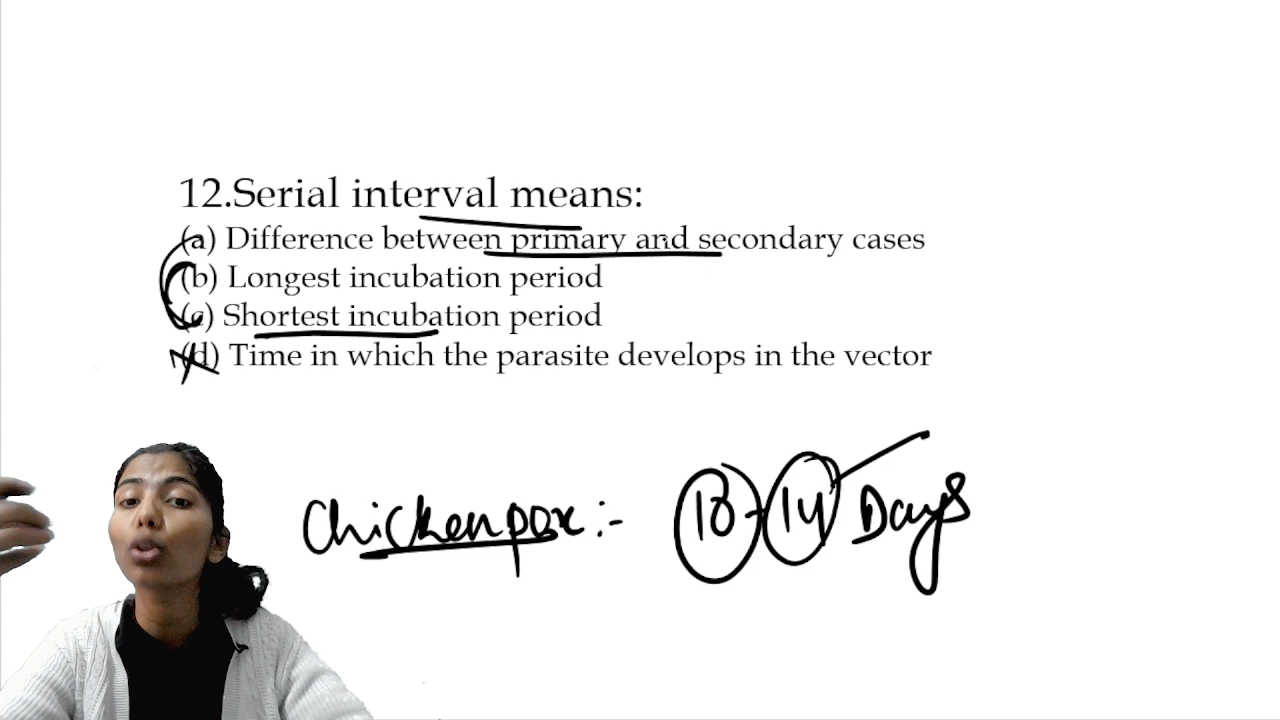 12.Serial interval means:
(a) Difference between primary and secondary cases
(b) Longest incubation period
(c) Shortest incubation period
(d) Time in which the parasite develops in the vector
Chickenpox:- 10-14 Days